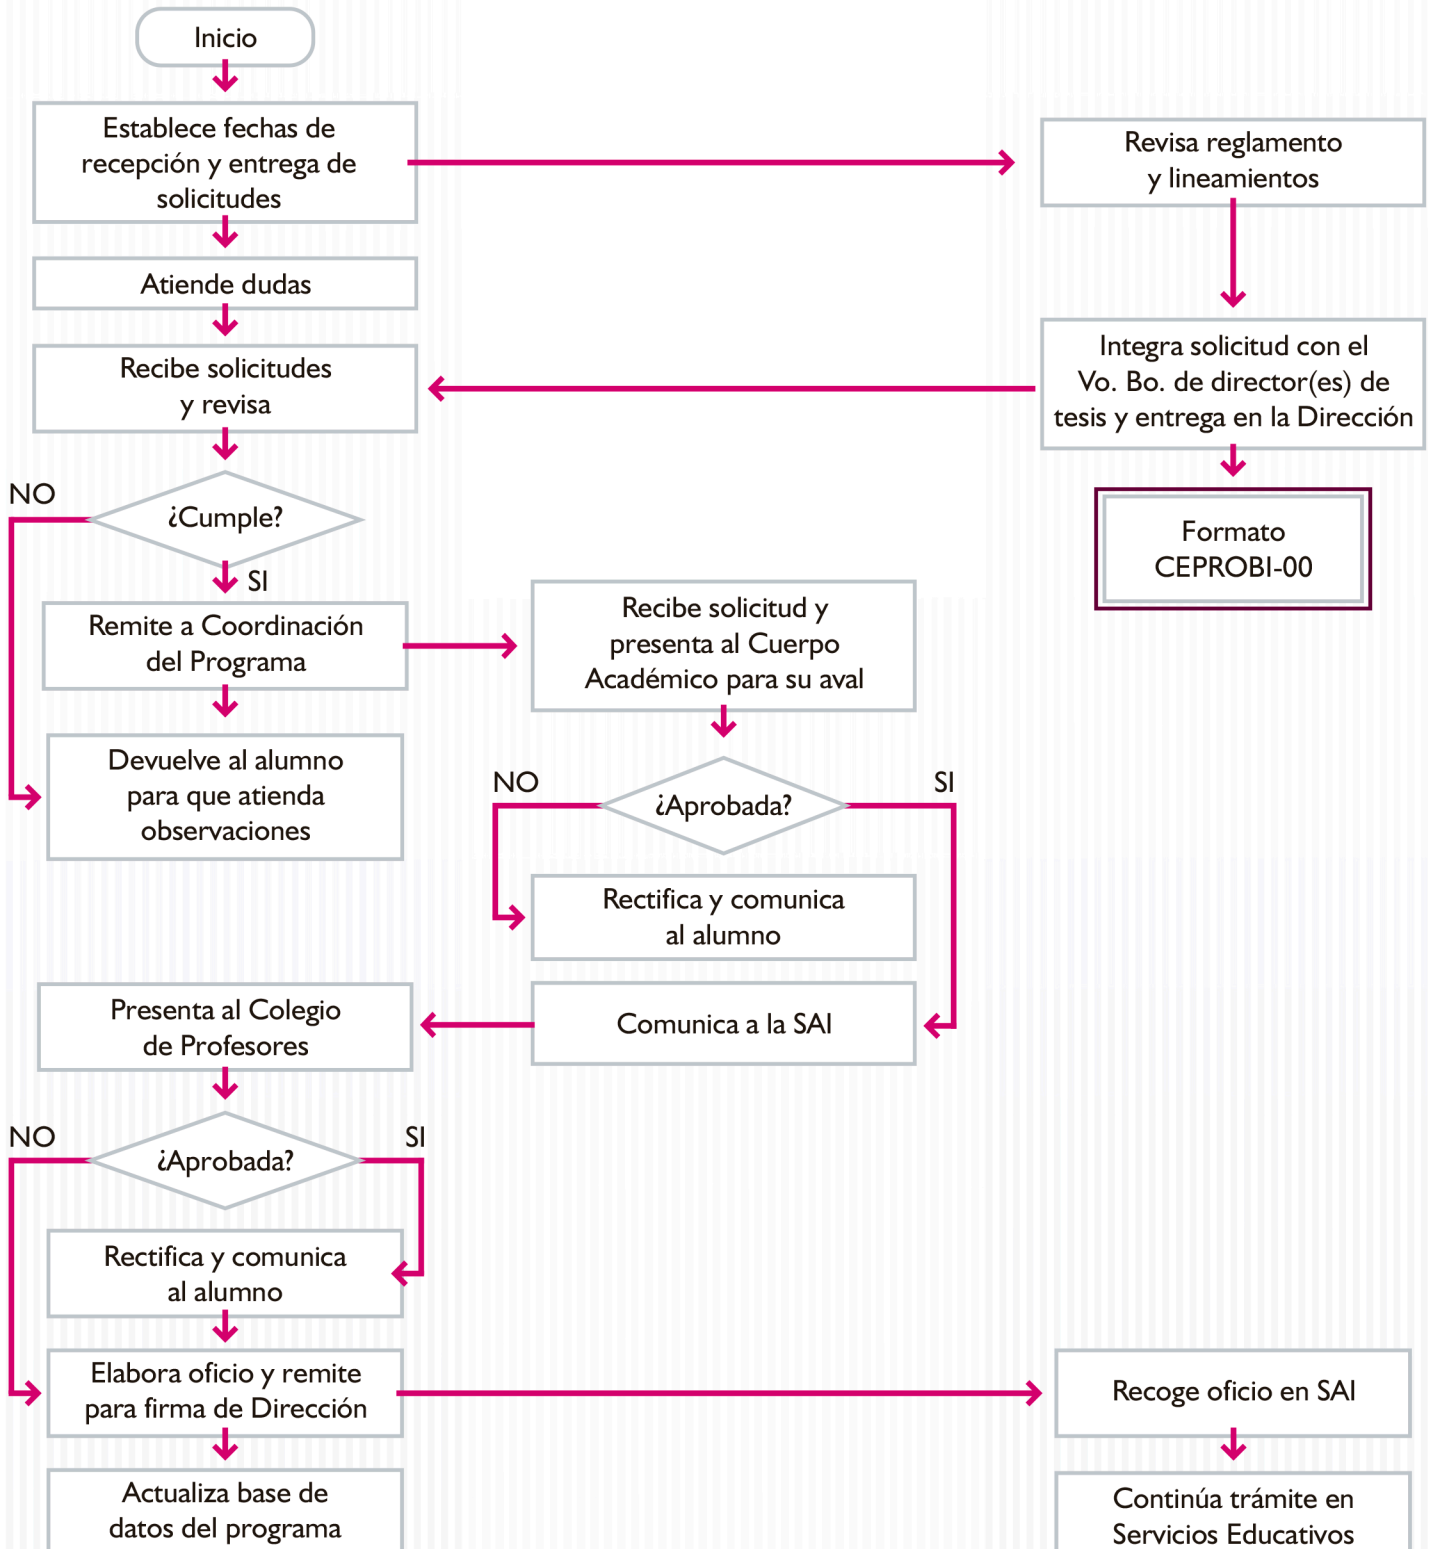 Inicio
Establece fechas de
recepción y entrega de
solicitudes
Revisa reglamento
y lineamientos
Atiende dudas
Recibe solicitudes
y revisa
Integra solicitud con el
Vo. Bo. de director(es) de
tesis y entrega en la Dirección
NO
¿Cumple?
SI
Formato
CEPROBI-00
Remite a Coordinación
del Programa
Recibe solicitud y
presenta al Cuerpo
Académico para su aval
Devuelve al alumno
para que atienda
observaciones
NO
¿Aprobada?
SI
Rectifica y comunica
al alumno
Presenta al Colegio
de Profesores
Comunica a la SAI
NO
¿Aprobada?
SI
Rectifica y comunica
al alumno
Elabora oficio y remite
para firma de Dirección
Recoge oficio en SAI
Actualiza base de
datos del programa
Continúa trámite en
Servicios Educativos